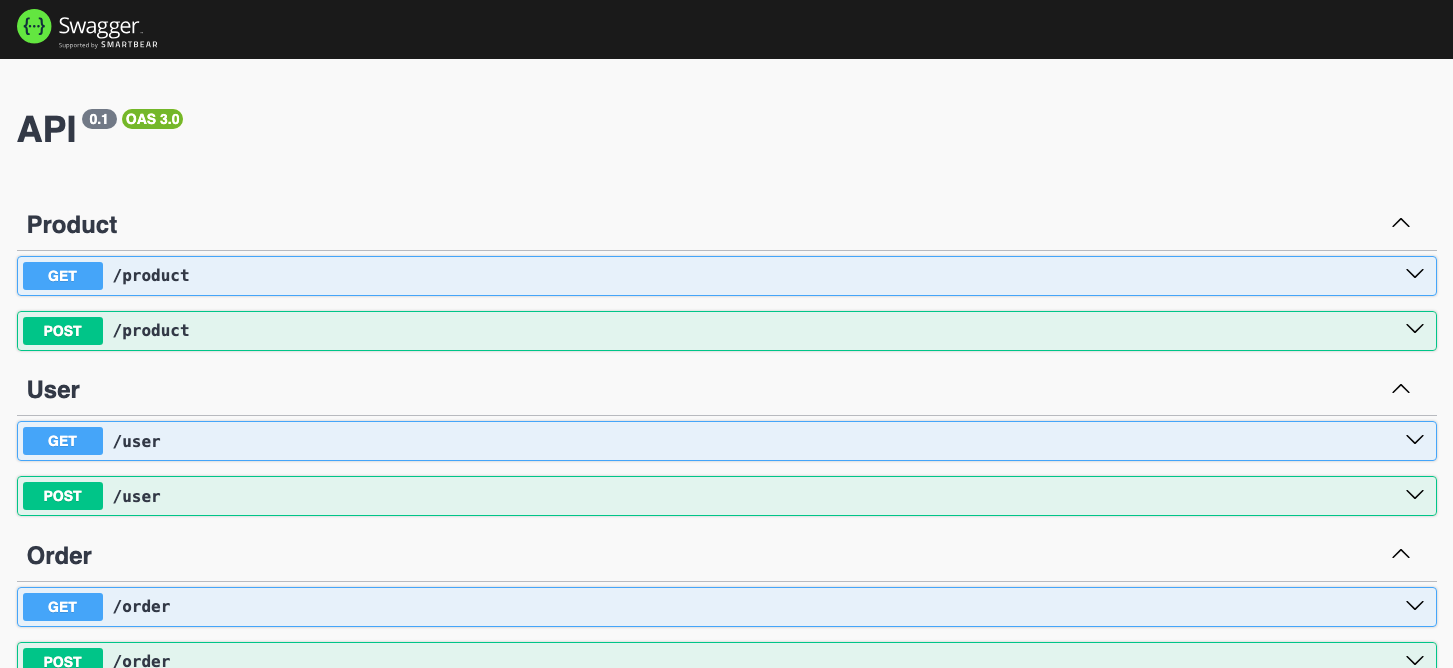 Swagger
Supported by SMARTBEAR
API 0.1 OAS 3.0
Product
GET /product
POST /product
User
GET /user
POST /user
Order
GET /order
POST /order